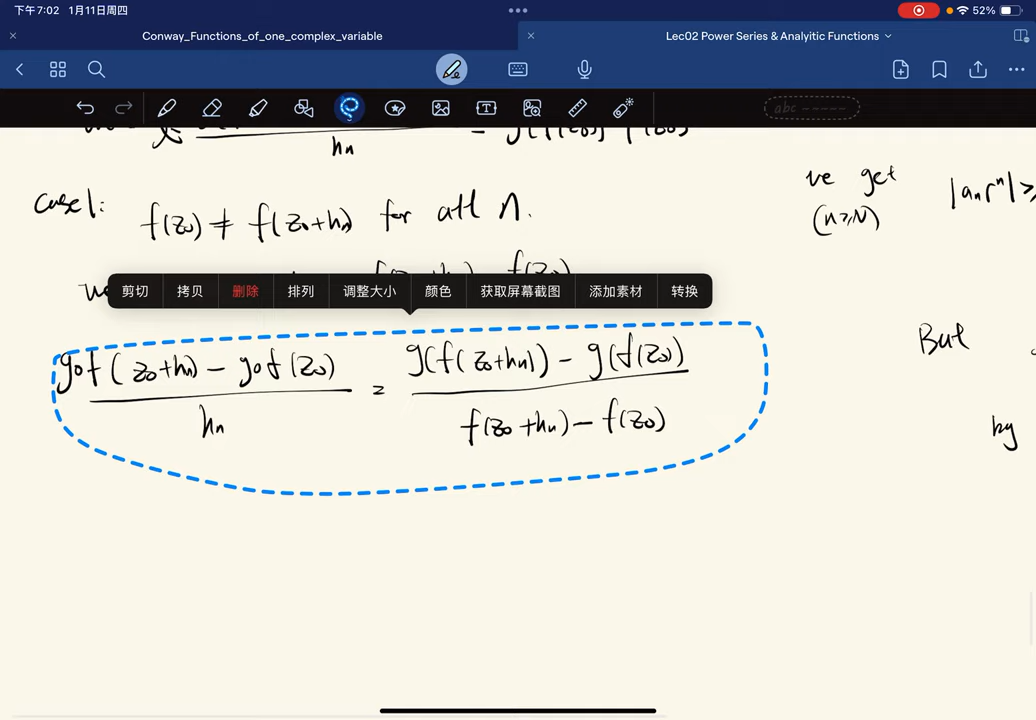 下午7:02 1月11日周四
52%
Conway_Functions_of_one_complex_variable
Lec02 Power Series & Analyitic Functions
abc
hn
Case1: f(z₀) ≠ f(z₀+hn) for all n.
we get |anrⁿ|>
(n>N)
剪切 拷贝 删除 排列 调整大小 颜色 获取屏幕截图 添加素材 转换
g∘f(z₀+hn) − g∘f(z₀) = g(f(z₀+hn)) − g(f(z₀))
hn f(z₀+hn) − f(z₀)
But
by